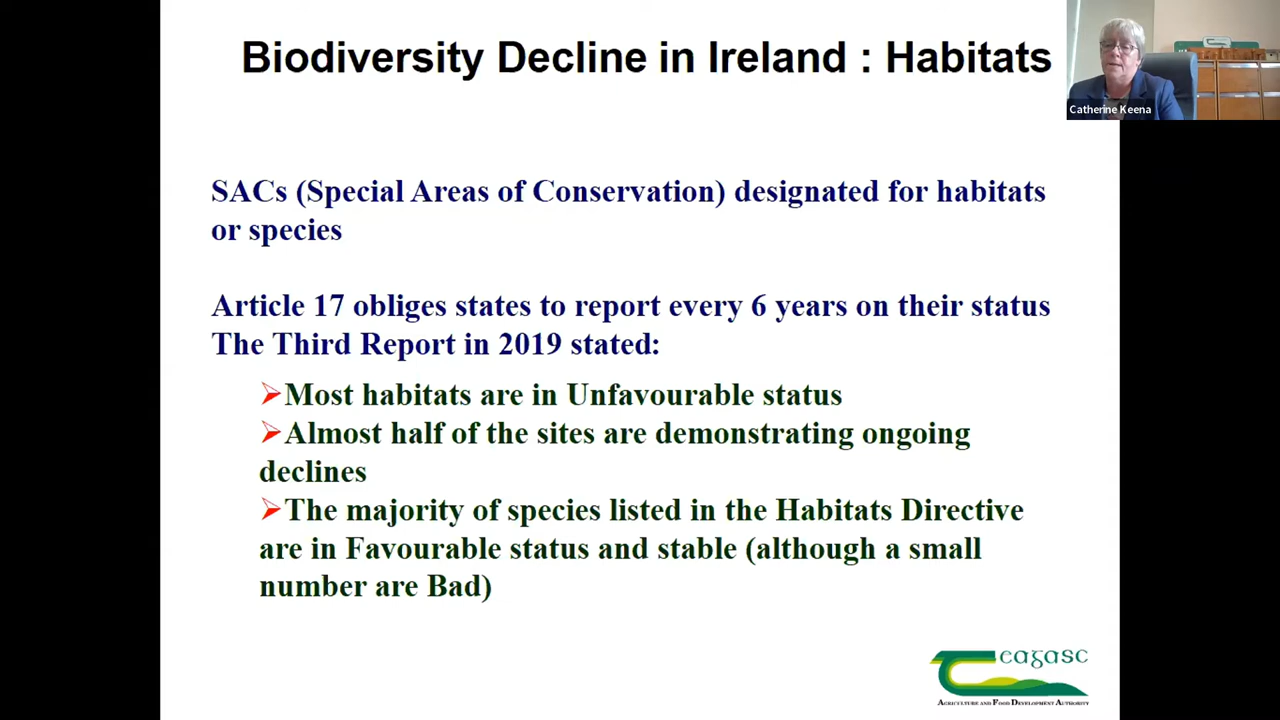 Biodiversity Decline in Ireland : Habitats
Catherine Keena
SACs (Special Areas of Conservation) designated for habitats
or species
Article 17 obliges states to report every 6 years on their status
The Third Report in 2019 stated:
➢Most habitats are in Unfavourable status
➢Almost half of the sites are demonstrating ongoing
declines
➢The majority of species listed in the Habitats Directive
are in Favourable status and stable (although a small
number are Bad)
Teagasc
AGRICULTURE AND FOOD DEVELOPMENT AUTHORITY